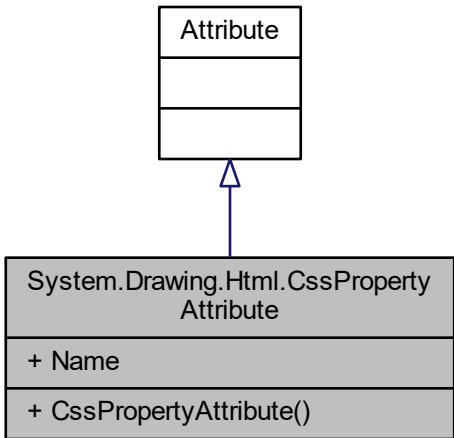 Attribute
System.Drawing.Html.CssProperty
Attribute
+ Name
+ CssPropertyAttribute()